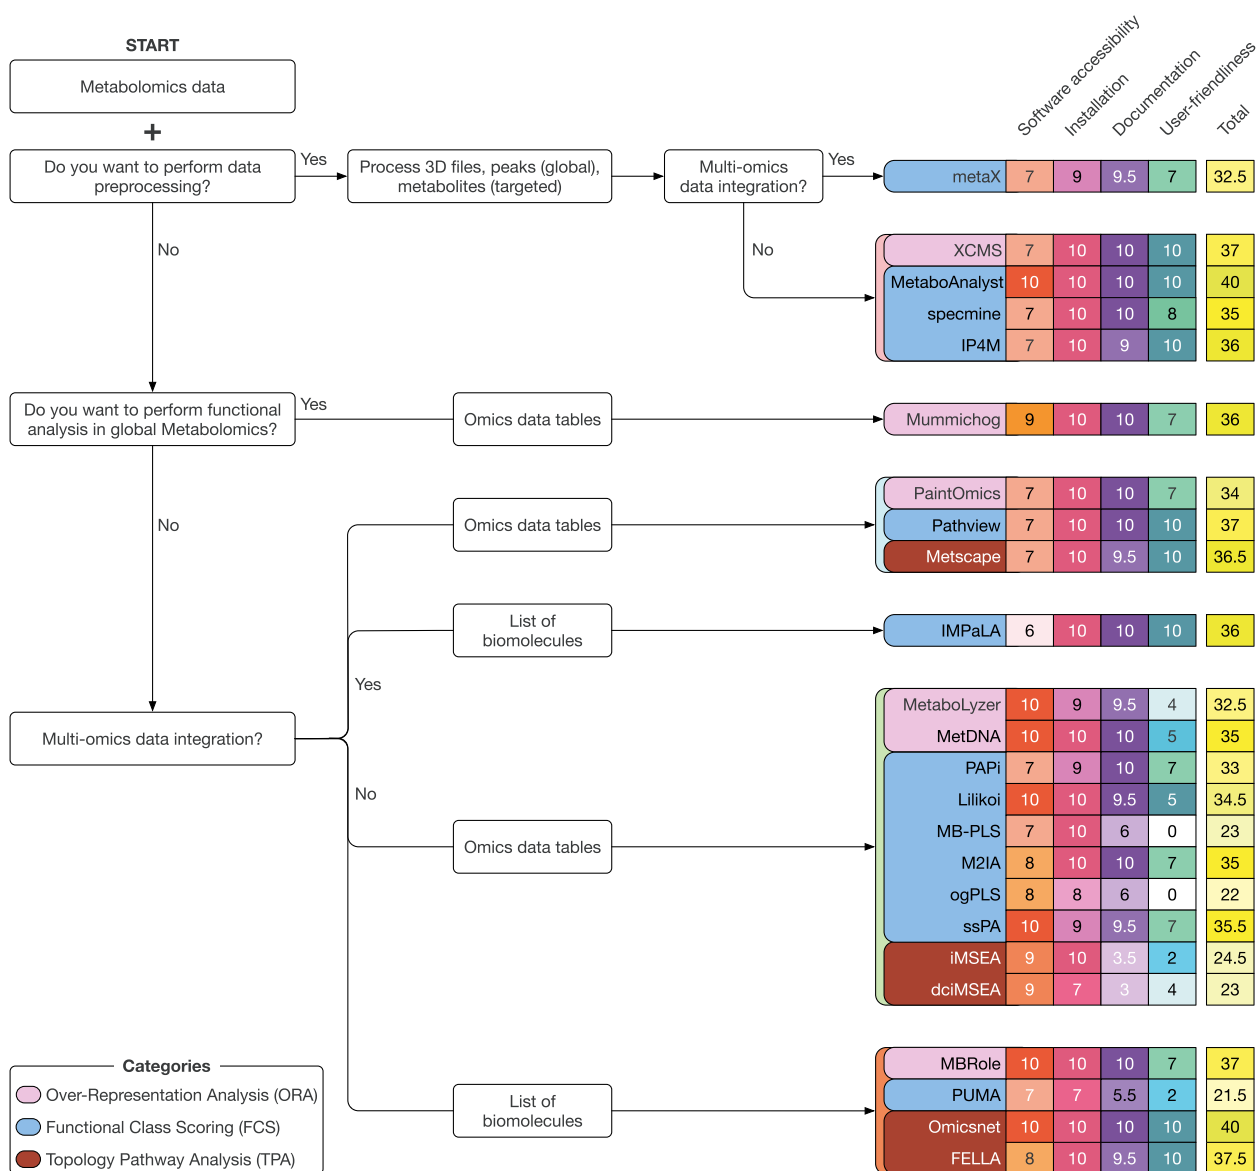 START
Metabolomics data
+
Do you want to perform data
preprocessing?
Yes
Process 3D files, peaks (global),
metabolites (targeted)
Multi-omics
data integration?
Yes
No
No
Software accessibility
Installation
Documentation
User-friendliness
Total
metaX 7 9 9.5 7 32.5
XCMS 7 10 10 10 37
MetaboAnalyst 10 10 10 10 40
specmine 7 10 10 8 35
IP4M 7 10 9 10 36
Do you want to perform functional
analysis in global Metabolomics?
Yes
Omics data tables
Mummichog 9 10 10 7 36
No
Omics data tables
PaintOmics 7 10 10 7 34
Pathview 7 10 10 10 37
Metscape 7 10 9.5 10 36.5
List of
biomolecules
IMPaLA 6 10 10 10 36
Yes
Multi-omics data integration?
No
Omics data tables
MetaboLyzer 10 9 9.5 4 32.5
MetDNA 10 10 10 5 35
PAPi 7 9 10 7 33
Lilikoi 10 10 9.5 5 34.5
MB-PLS 7 10 6 0 23
M2IA 8 10 10 7 35
ogPLS 8 8 6 0 22
ssPA 10 9 9.5 7 35.5
iMSEA 9 10 3.5 2 24.5
dciMSEA 9 7 3 4 23
List of
biomolecules
MBRole 10 10 10 7 37
PUMA 7 7 5.5 2 21.5
Omicsnet 10 10 10 10 40
FELLA 8 10 9.5 10 37.5
Categories
Over-Representation Analysis (ORA)
Functional Class Scoring (FCS)
Topology Pathway Analysis (TPA)